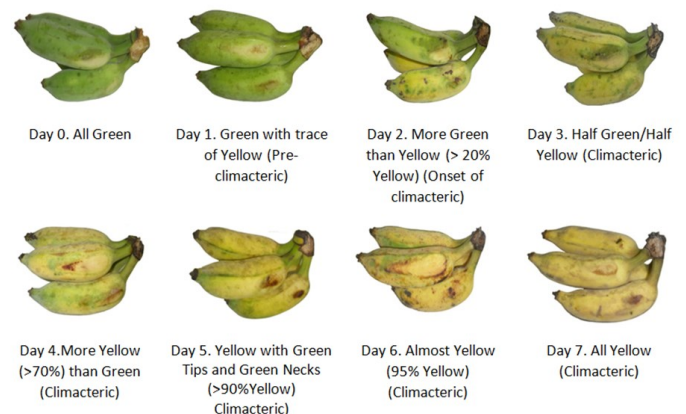 Day 0. All Green
Day 1. Green with trace
of Yellow (Pre-
climacteric)
Day 2. More Green
than Yellow (> 20%
Yellow) (Onset of
climacteric)
Day 3. Half Green/Half
Yellow (Climacteric)
Day 4.More Yellow
(>70%) than Green
(Climacteric)
Day 5. Yellow with Green
Tips and Green Necks
(>90%Yellow)
Climacteric)
Day 6. Almost Yellow
(95% Yellow)
(Climacteric)
Day 7. All Yellow
(Climacteric)